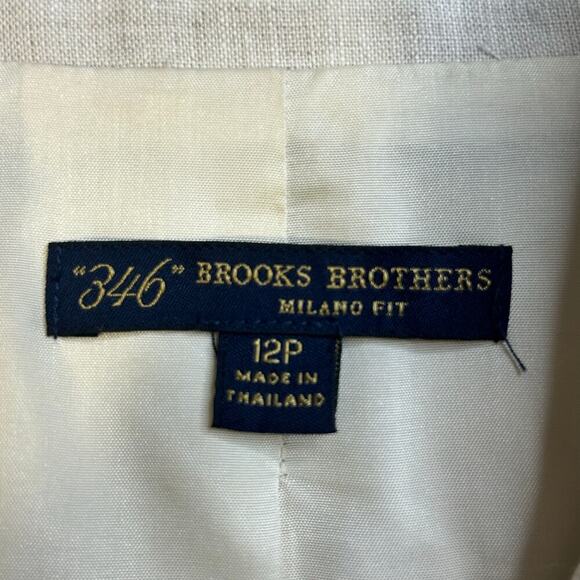 "346" BROOKS BROTHERS
MILANO FIT
12P
MADE IN
THAILAND